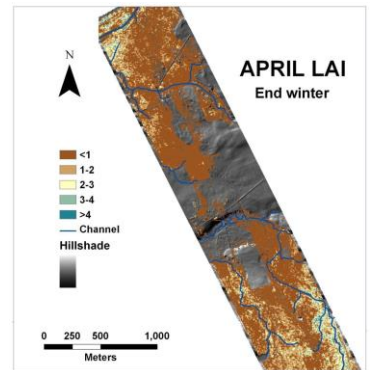 N
APRIL LAI
End winter
<1
1-2
2-3
3-4
>4
Channel
Hillshade
0 250 500 1,000
Meters